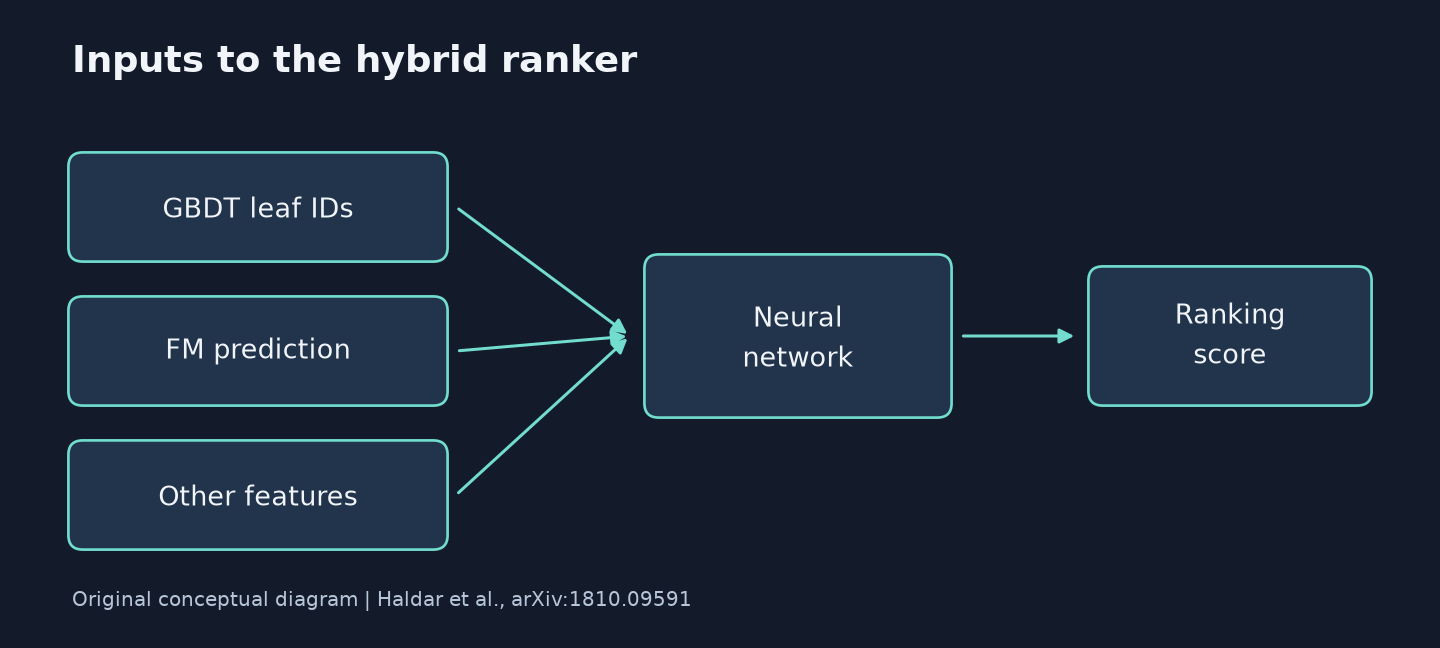 Inputs to the hybrid ranker
GBDT leaf IDs
FM prediction
Other features
Neural
network
Ranking
score
Original conceptual diagram | Haldar et al., arXiv:1810.09591